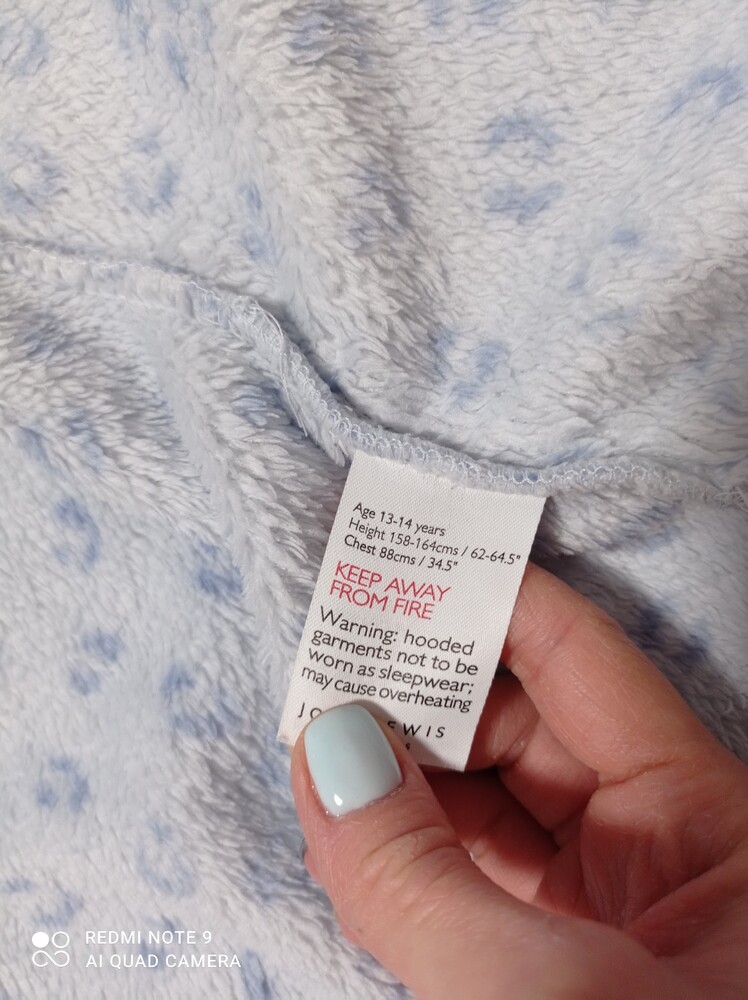 Age 13-14 years
Height 158-164cms / 62-64.5"
Chest 88cms / 34.5"
KEEP AWAY
FROM FIRE
Warning: hooded
garments not to be
worn as sleepwear;
may cause overheating
REDMI NOTE 9
AI QUAD CAMERA